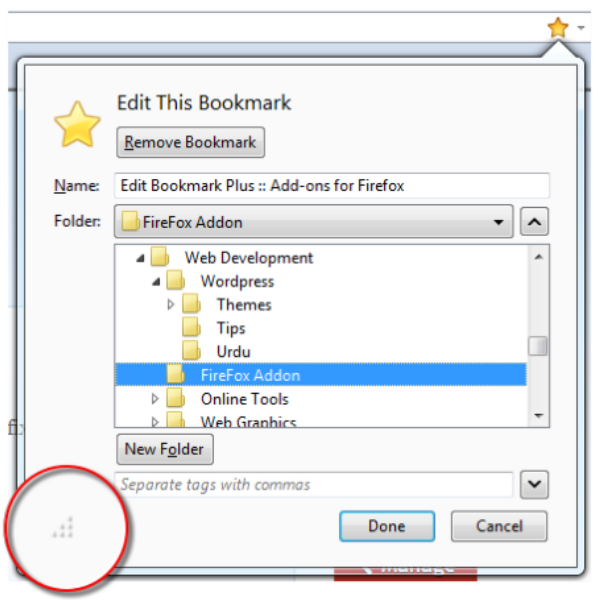 Edit This Bookmark
Remove Bookmark
Name: Edit Bookmark Plus :: Add-ons for Firefox
Folder: FireFox Addon
Web Development
Wordpress
Themes
Tips
Urdu
FireFox Addon
Online Tools
Web Graphics
New Folder
Separate tags with commas
Done Cancel